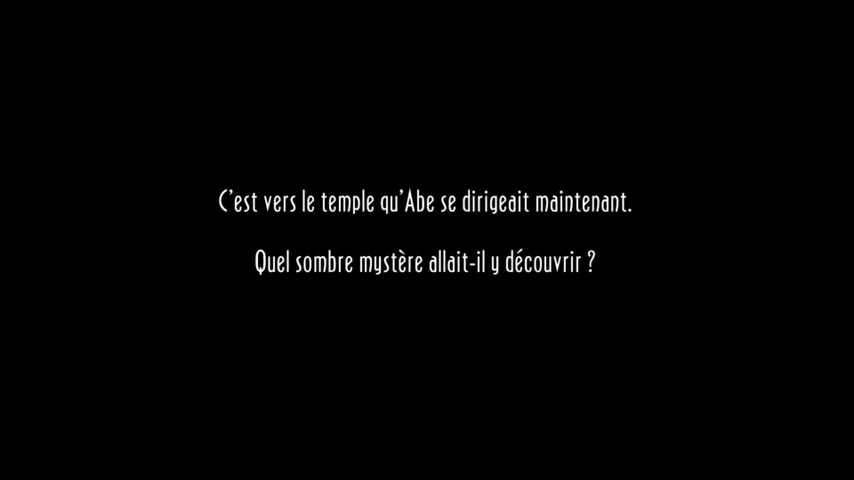 C'est vers le temple qu'Abe se dirigeait maintenant.
Quel sombre mystère allait-il y découvrir ?